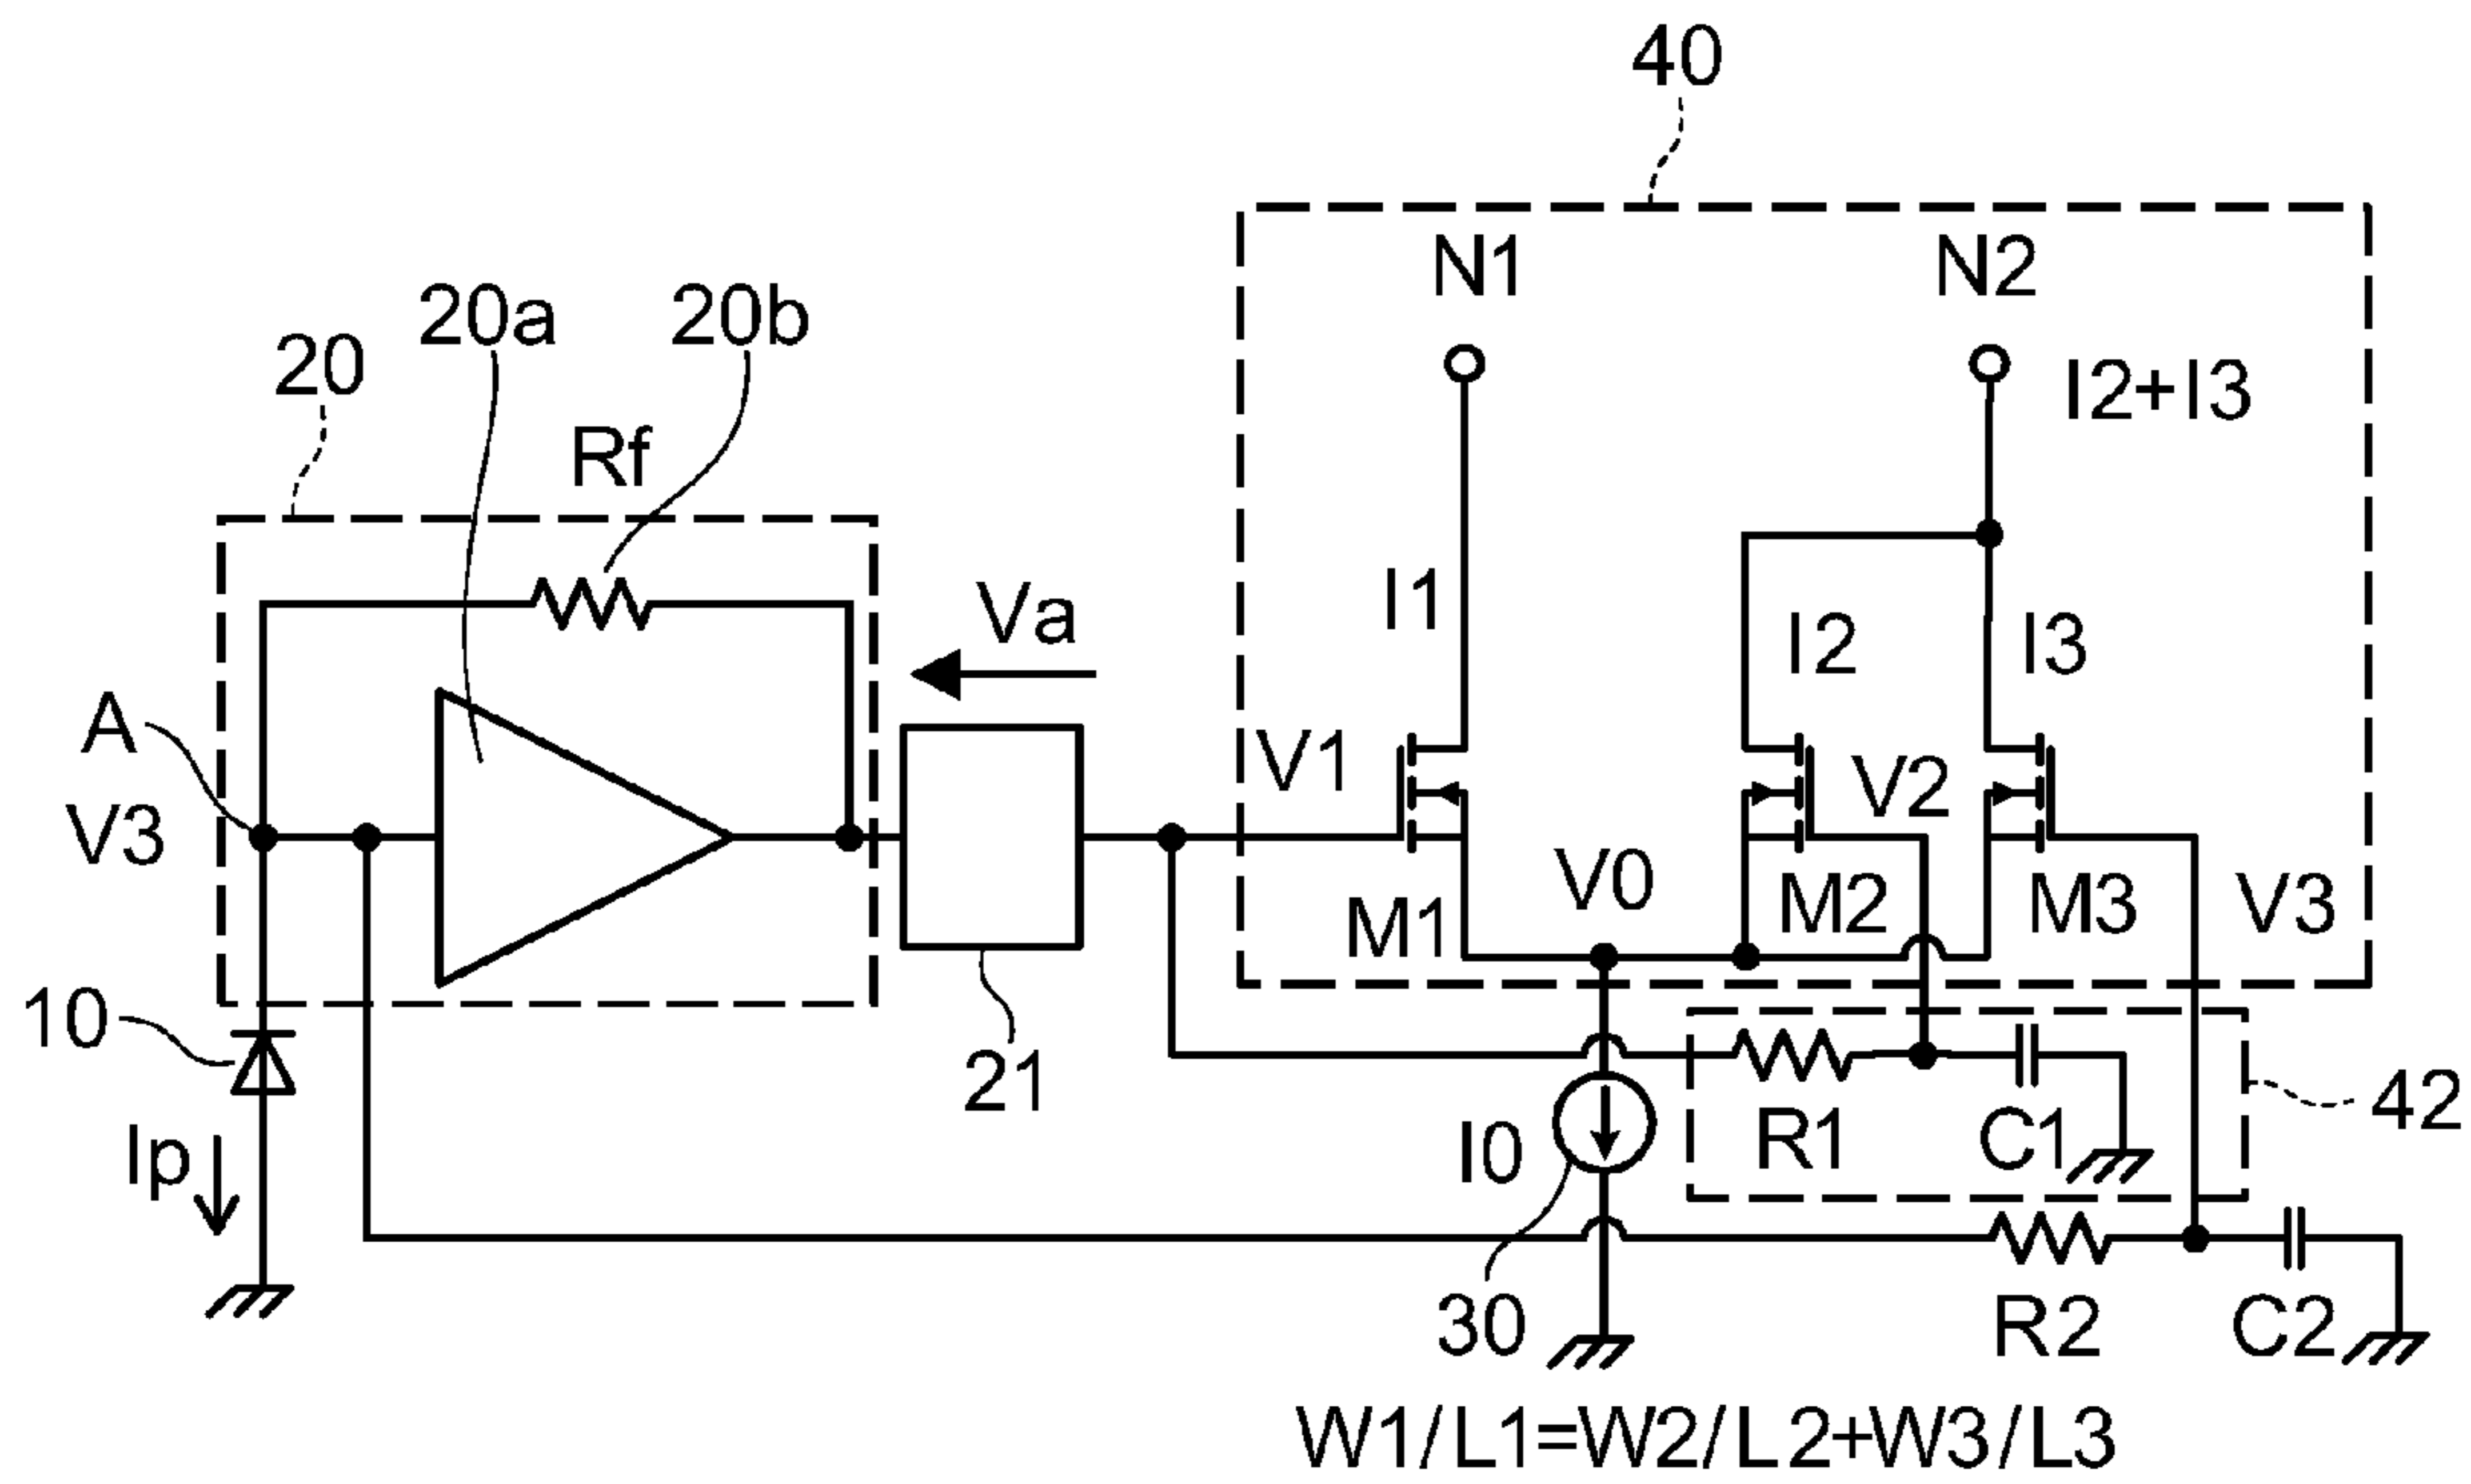 40
N1 N2
20a 20b
20
I2+I3
Rf
Va
I1
I2 I3
A
V1
V2
V3
V0
M1 M2 M3 V3
10
21
42
Ip
I0
R1 C1
30
R2 C2
W1/L1=W2/L2+W3/L3